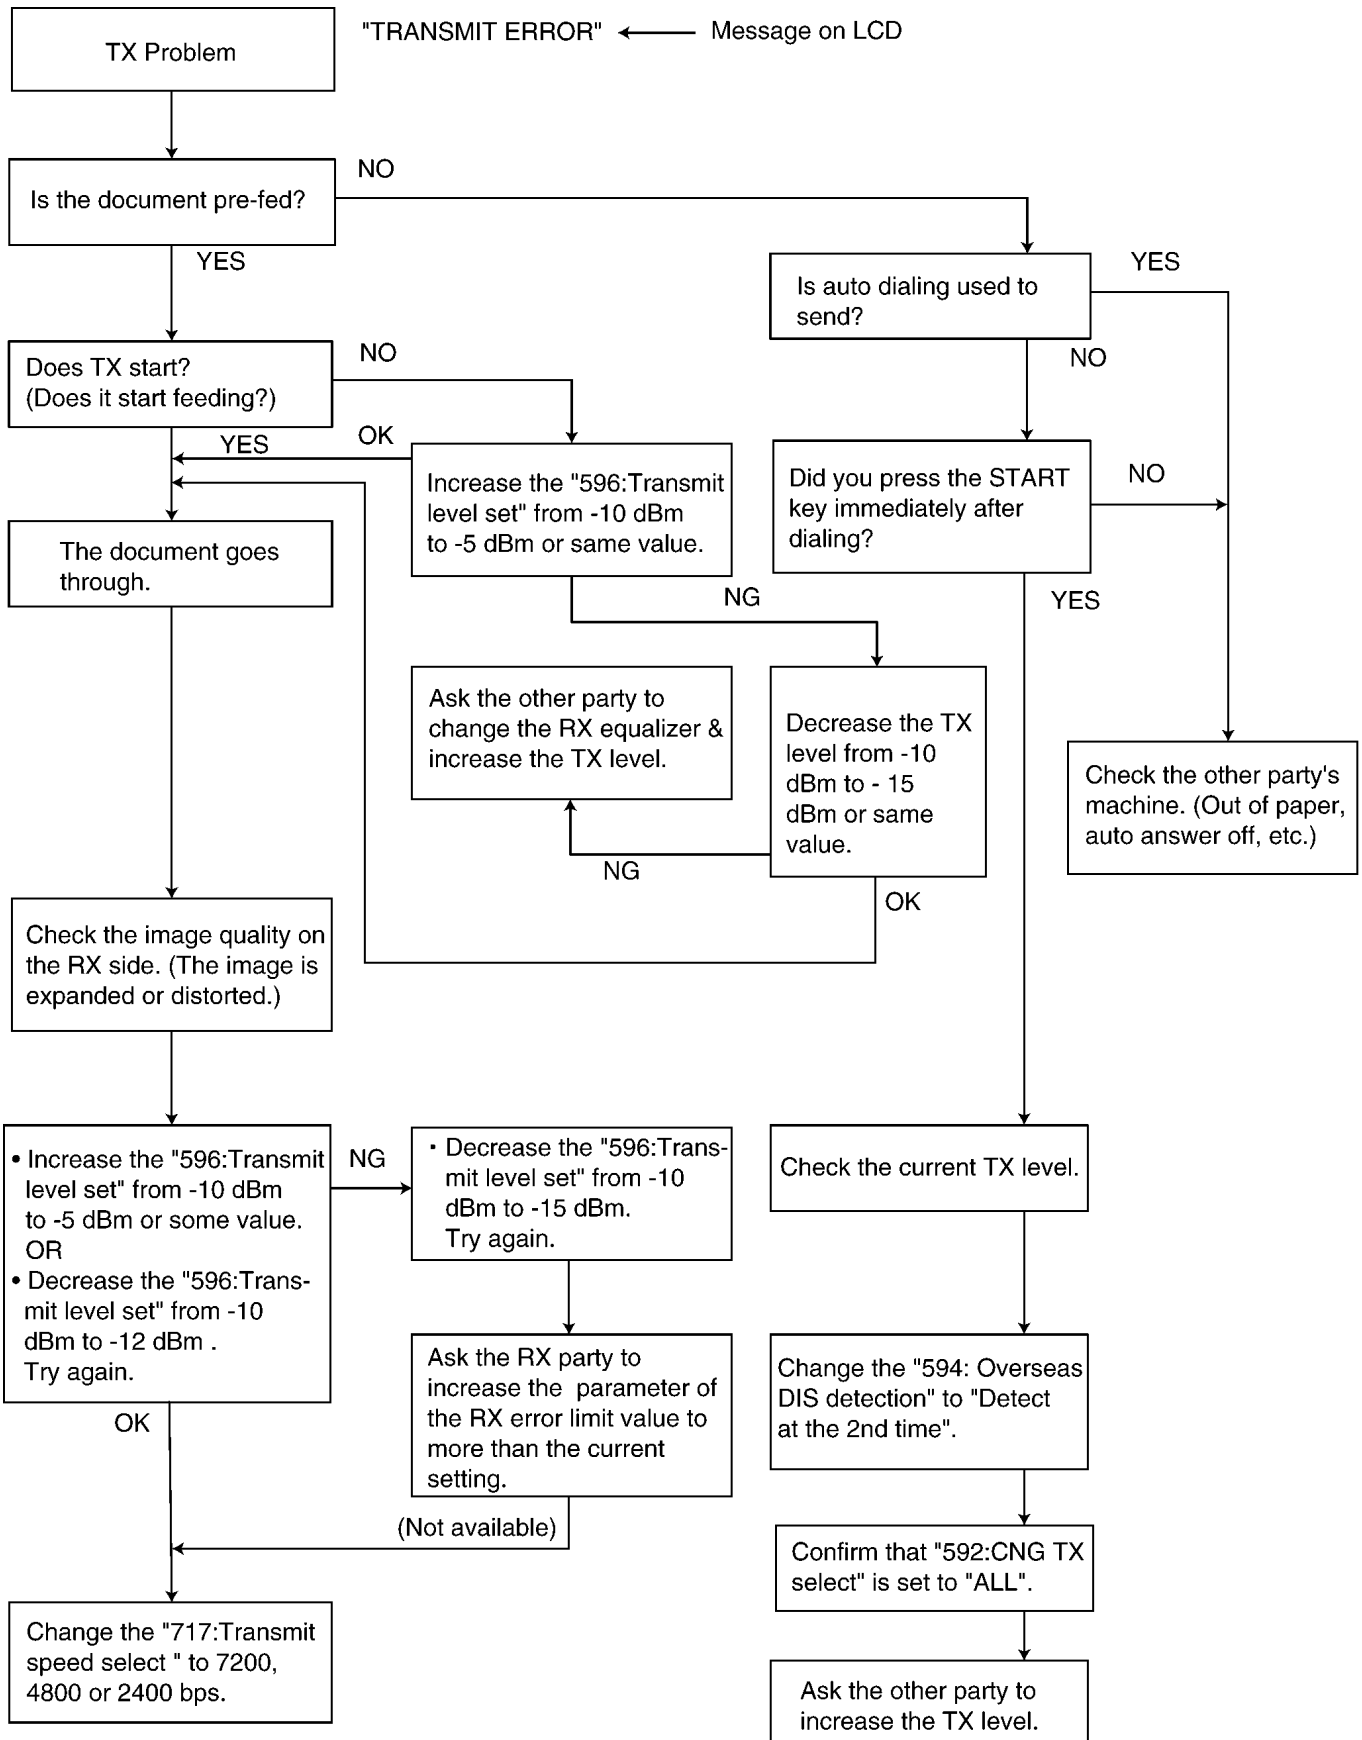 TX Problem
"TRANSMIT ERROR"
Message on LCD
Is the document pre-fed?
NO
YES
Is auto dialing used to
send?
YES
NO
Does TX start?
(Does it start feeding?)
NO
YES
OK
Increase the "596:Transmit
level set" from -10 dBm
to -5 dBm or same value.
NG
Did you press the START
key immediately after
dialing?
NO
YES
The document goes
through.
Ask the other party to
change the RX equalizer &
increase the TX level.
Decrease the TX
level from -10
dBm to - 15
dBm or same
value.
NG
OK
Check the other party's
machine. (Out of paper,
auto answer off, etc.)
Check the image quality on
the RX side. (The image is
expanded or distorted.)
• Increase the "596:Transmit
level set" from -10 dBm
to -5 dBm or some value.
OR
• Decrease the "596:Trans-
mit level set" from -10
dBm to -12 dBm .
Try again.
NG
OK
· Decrease the "596:Trans-
mit level set" from -10
dBm to -15 dBm.
Try again.
Ask the RX party to
increase the parameter of
the RX error limit value to
more than the current
setting.
(Not available)
Change the "717:Transmit
speed select " to 7200,
4800 or 2400 bps.
Check the current TX level.
Change the "594: Overseas
DIS detection" to "Detect
at the 2nd time".
Confirm that "592:CNG TX
select" is set to "ALL".
Ask the other party to
increase the TX level.